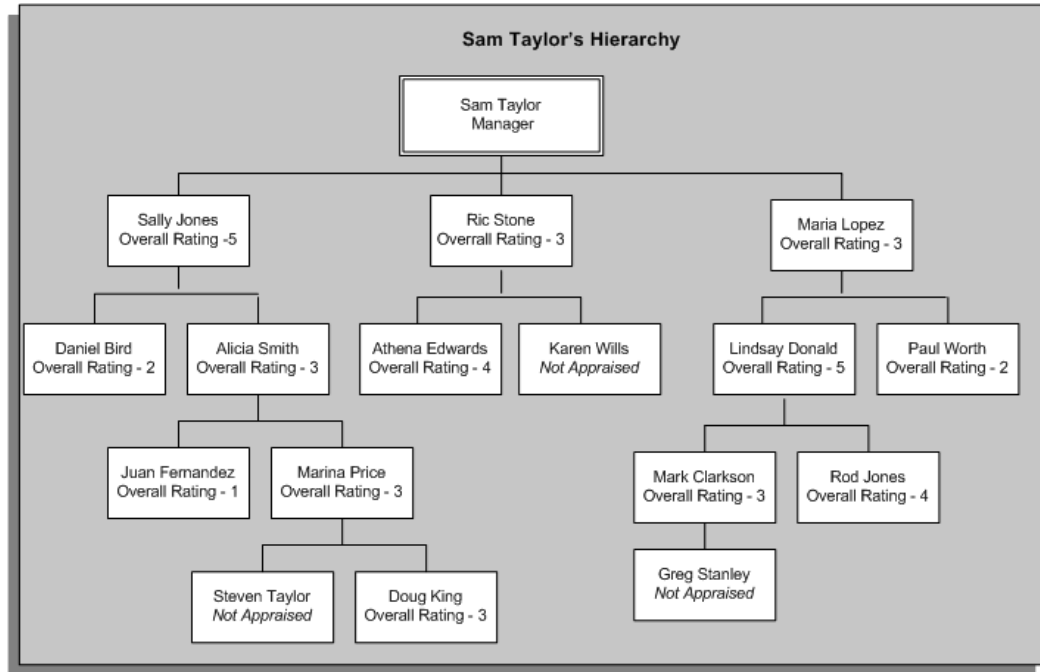 Sam Taylor's Hierarchy
Sam Taylor
Manager
Sally Jones
Overall Rating -5
Ric Stone
Overrall Rating - 3
Maria Lopez
Overall Rating - 3
Daniel Bird
Overall Rating - 2
Alicia Smith
Overall Rating - 3
Athena Edwards
Overall Rating - 4
Karen Wills
Not Appraised
Lindsay Donald
Overall Rating - 5
Paul Worth
Overall Rating - 2
Juan Fernandez
Overall Rating - 1
Marina Price
Overall Rating - 3
Mark Clarkson
Overall Rating - 3
Rod Jones
Overall Rating - 4
Steven Taylor
Not Appraised
Doug King
Overall Rating - 3
Greg Stanley
Not Appraised